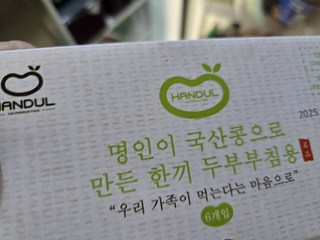 HANDUL
HANDUL
2025
명인이 국산콩으로
만든 한끼 두부부침용
"우리 가족이 먹는다는 마음으로"
6개입